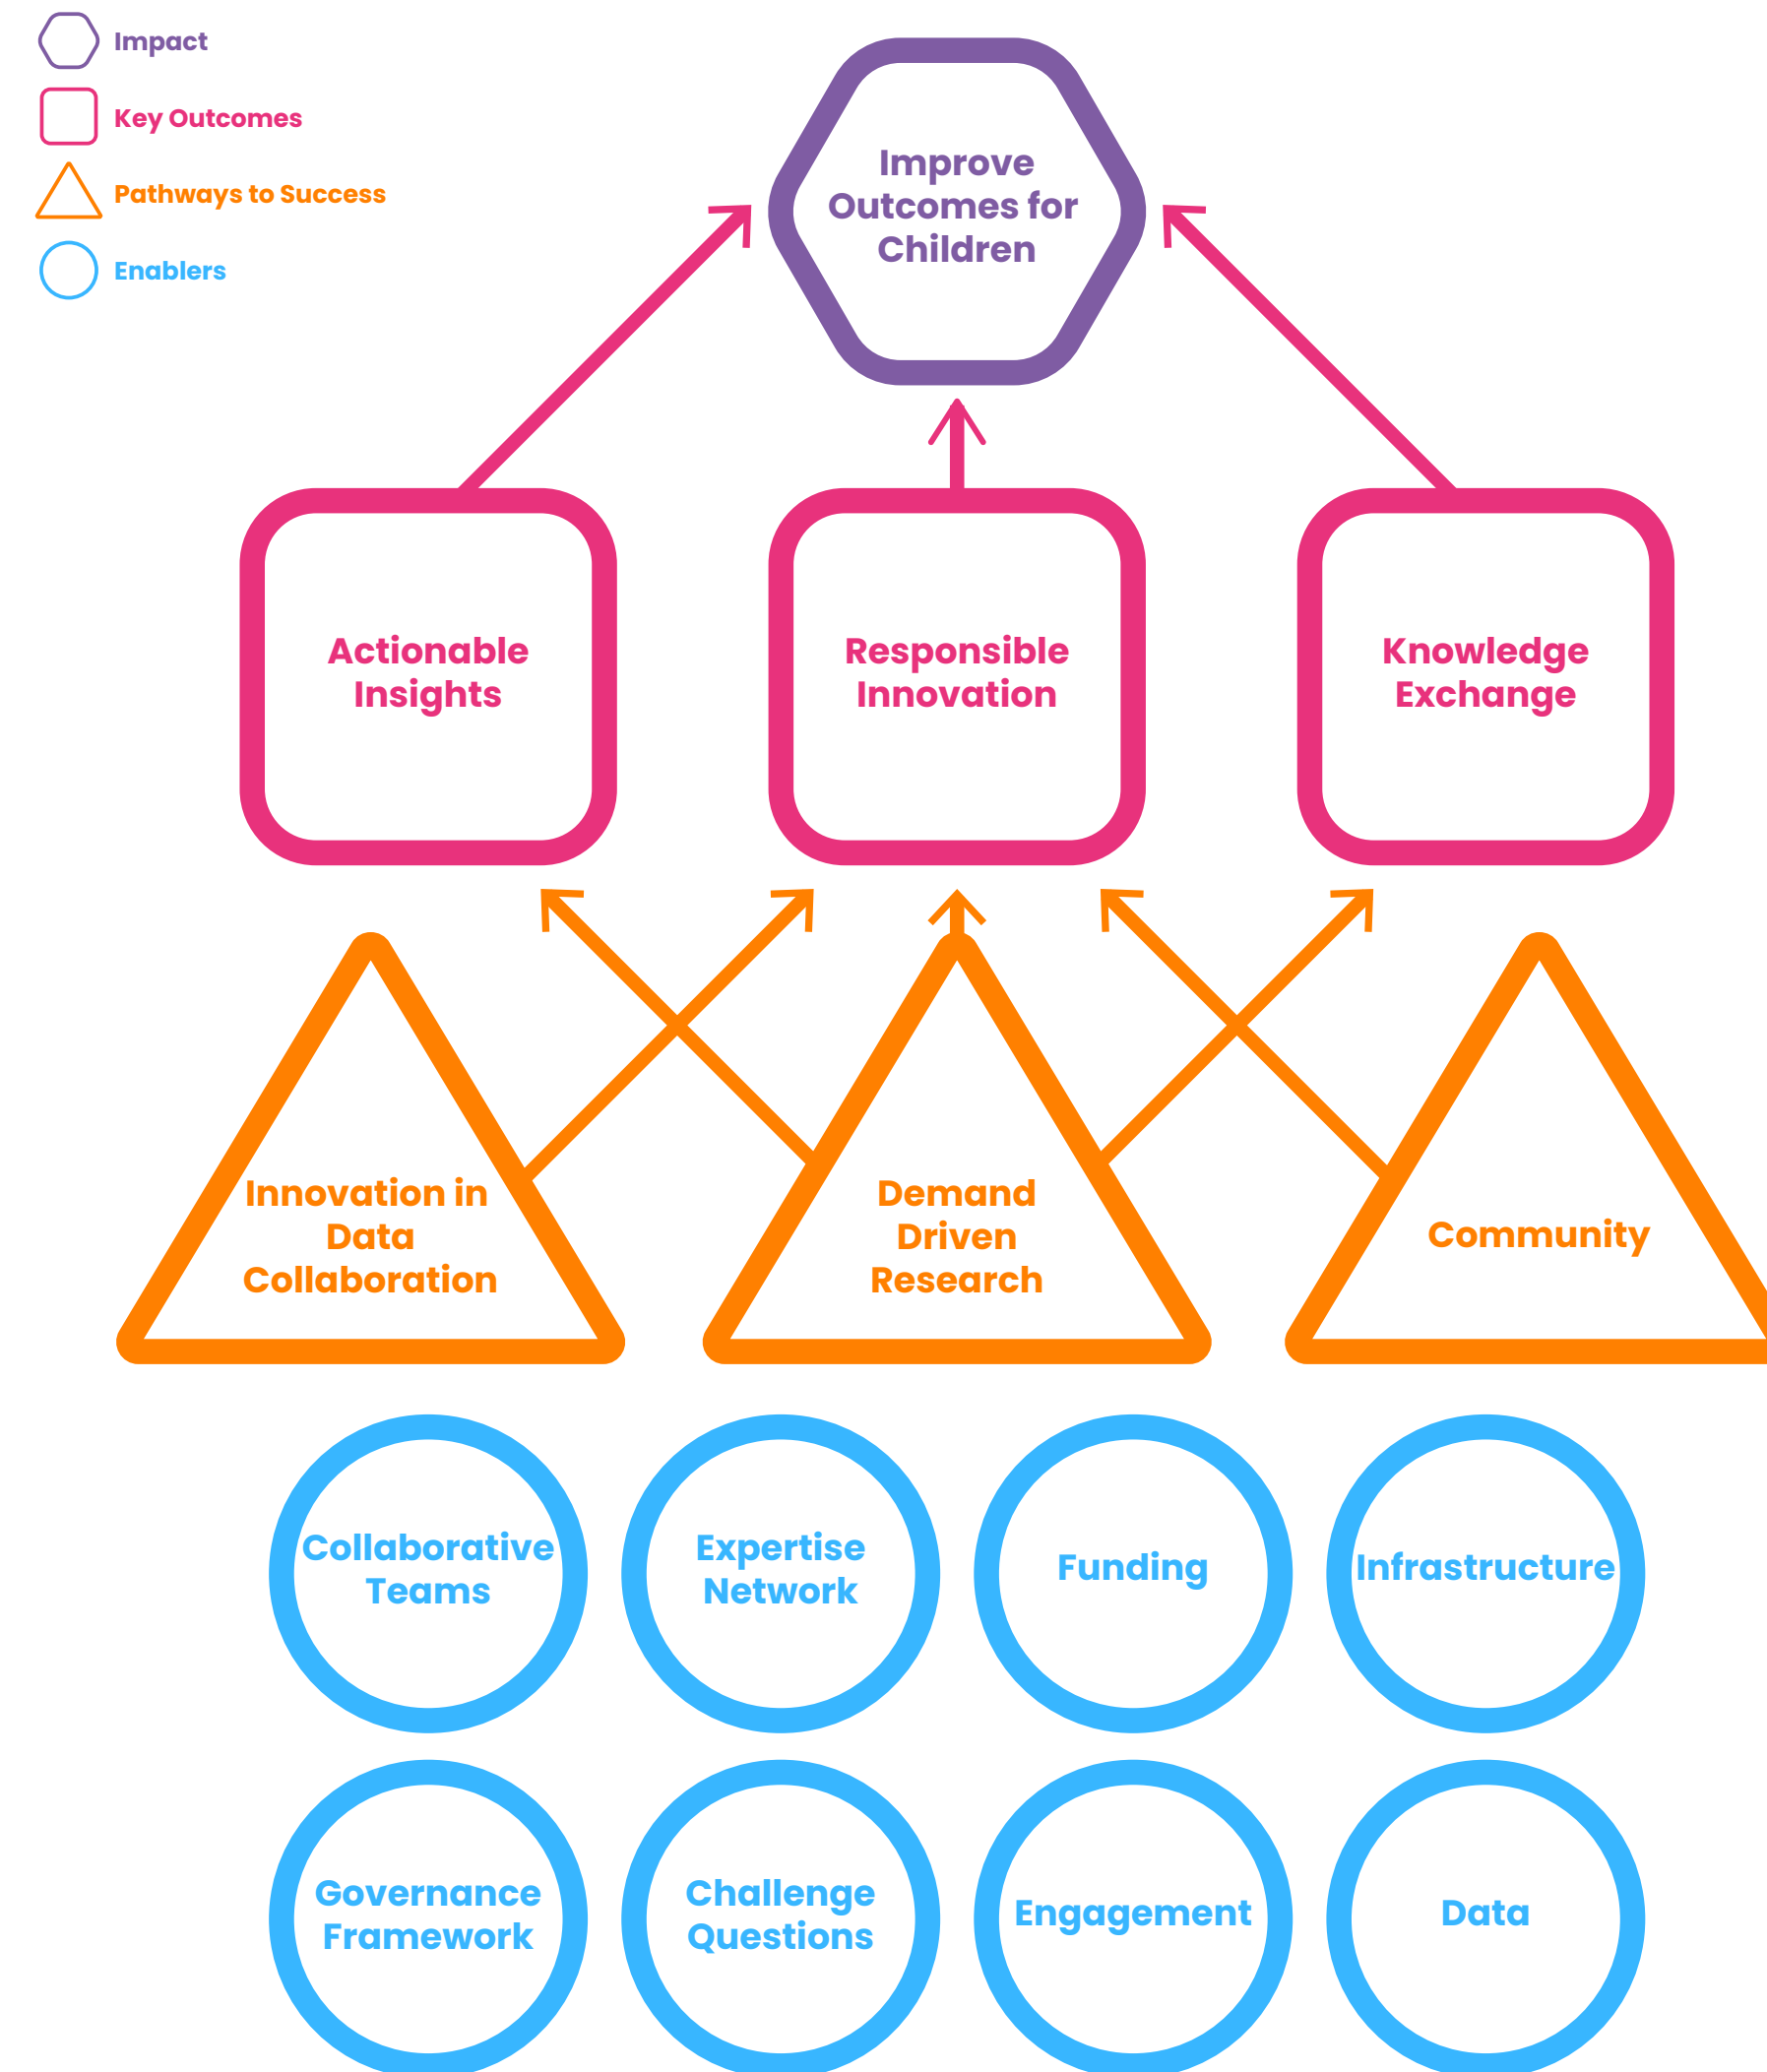 Impact
Key Outcomes
Pathways to Success
Enablers
Improve
Outcomes for
Children
Actionable
Insights
Responsible
Innovation
Knowledge
Exchange
Innovation in
Data
Collaboration
Demand
Driven
Research
Community
Collaborative
Teams
Expertise
Network
Funding
Infrastructure
Governance
Framework
Challenge
Questions
Engagement
Data